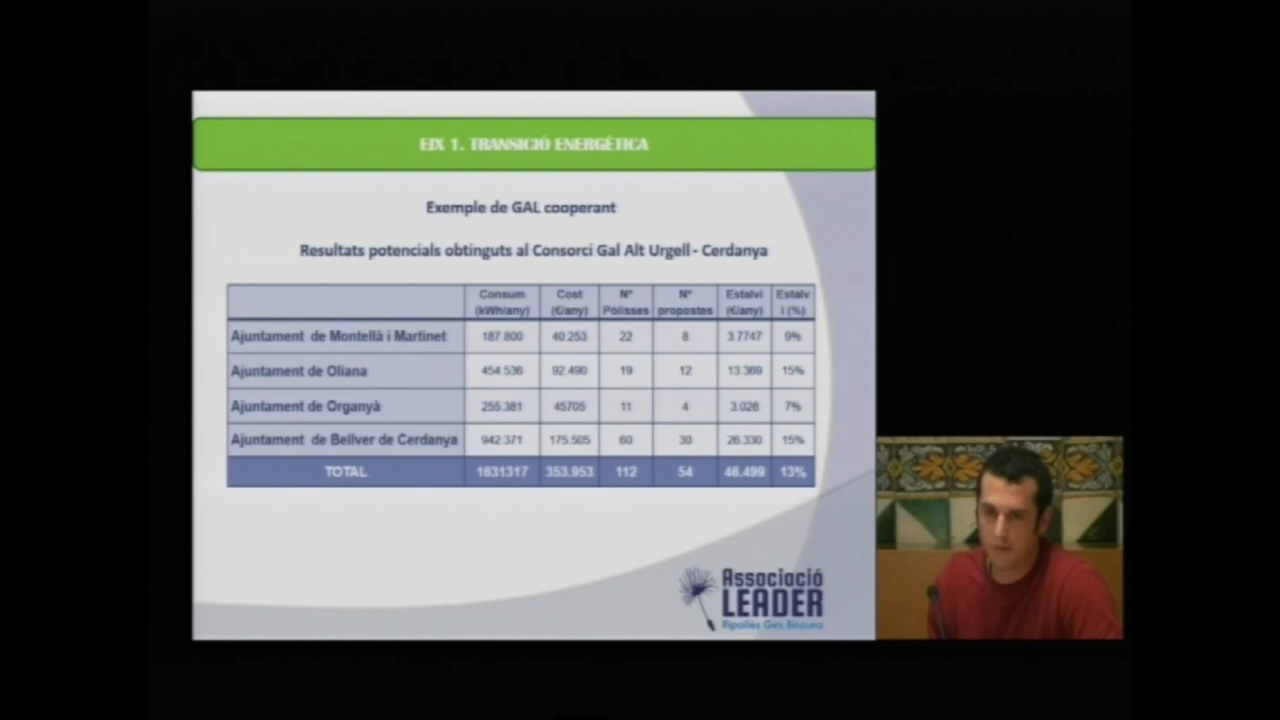 EIX 1. TRANSICIÓ ENERGÈTICA
Exemple de GAL cooperant
Resultats potencials obtinguts al Consorci Gal Alt Urgell - Cerdanya
Consum (kWh/any) Cost (€/any) Nº Pòlisses Nº propostes Estalvi (€/any) Estalvi (%)
Ajuntament de Montellà i Martinet 187.800 40.253 22 8 3.7747 9%
Ajuntament de Oliana 454.536 92.490 19 12 13.369 15%
Ajuntament de Organyà 255.381 45705 11 4 3.026 7%
Ajuntament de Bellver de Cerdanya 942.371 175.505 60 30 26.330 15%
TOTAL 1631317 353.953 112 54 46.499 13%
Associació
LEADER
Ripollès Ges Bisaura